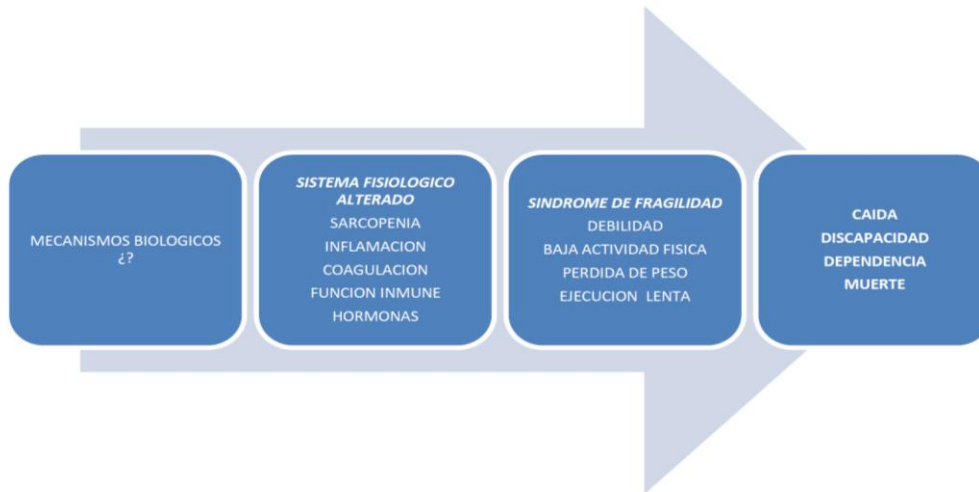 MECANISMOS BIOLOGICOS
¿?
SISTEMA FISIOLOGICO
ALTERADO
SARCOPENIA
INFLAMACION
COAGULACION
FUNCION INMUNE
HORMONAS
SINDROME DE FRAGILIDAD
DEBILIDAD
BAJA ACTIVIDAD FISICA
PERDIDA DE PESO
EJECUCION LENTA
CAIDA
DISCAPACIDAD
DEPENDENCIA
MUERTE